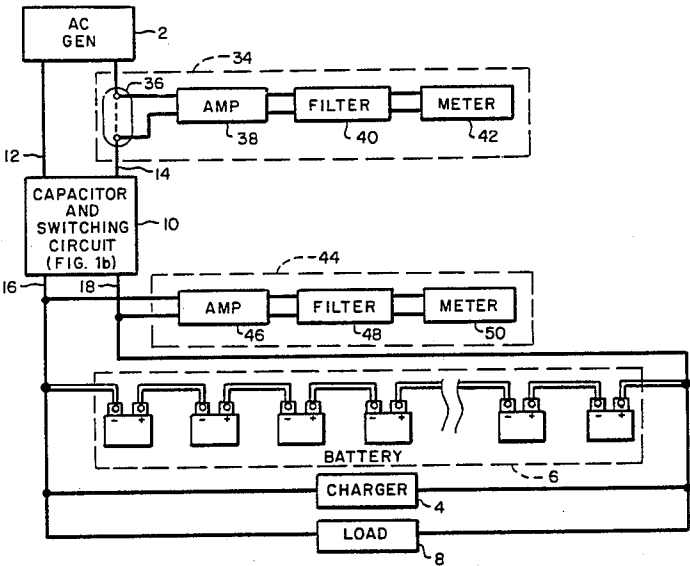 AC
GEN
2
34
36
AMP
38
FILTER
40
METER
42
12
14
CAPACITOR
AND
SWITCHING
CIRCUIT
(FIG. 1b)
10
16
18
44
AMP
46
FILTER
48
METER
50
- + - + - + - + - + - +
BATTERY
6
CHARGER
4
LOAD
8